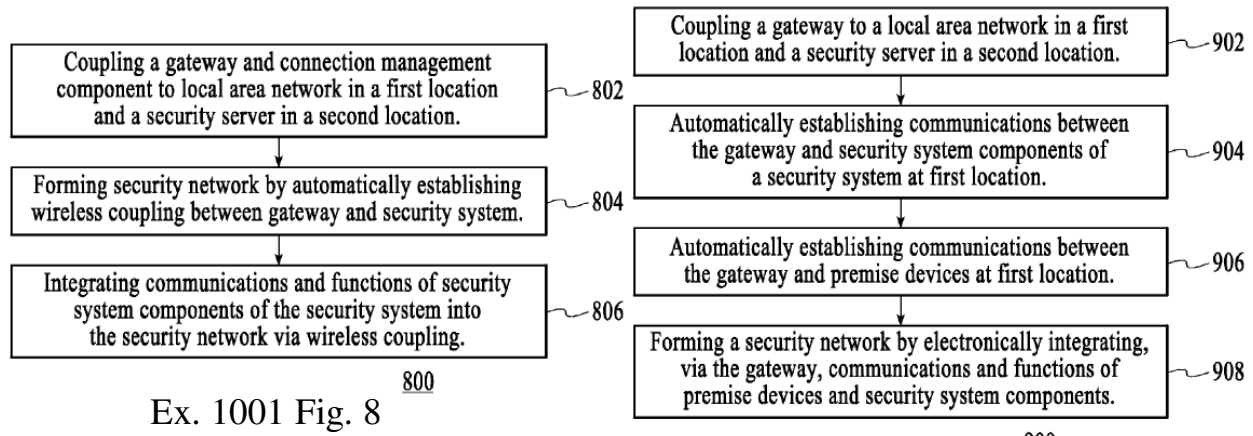 Coupling a gateway and connection management
component to local area network in a first location
and a security server in a second location.
802
Forming security network by automatically establishing
wireless coupling between gateway and security system.
804
Integrating communications and functions of security
system components of the security system into
the security network via wireless coupling.
806
800
Ex. 1001 Fig. 8
Coupling a gateway to a local area network in a first
location and a security server in a second location.
902
Automatically establishing communications between
the gateway and security system components of
a security system at first location.
904
Automatically establishing communications between
the gateway and premise devices at first location.
906
Forming a security network by electronically integrating,
via the gateway, communications and functions of
premise devices and security system components.
908